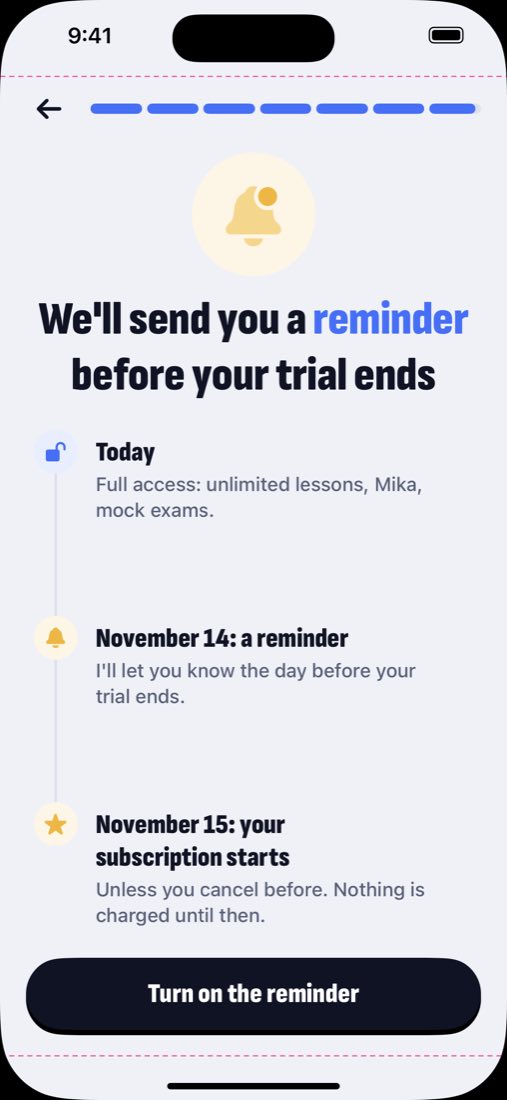 9:41
We'll send you a reminder
before your trial ends
Today
Full access: unlimited lessons, Mika,
mock exams.
November 14: a reminder
I'll let you know the day before your
trial ends.
November 15: your
subscription starts
Unless you cancel before. Nothing is
charged until then.
Turn on the reminder